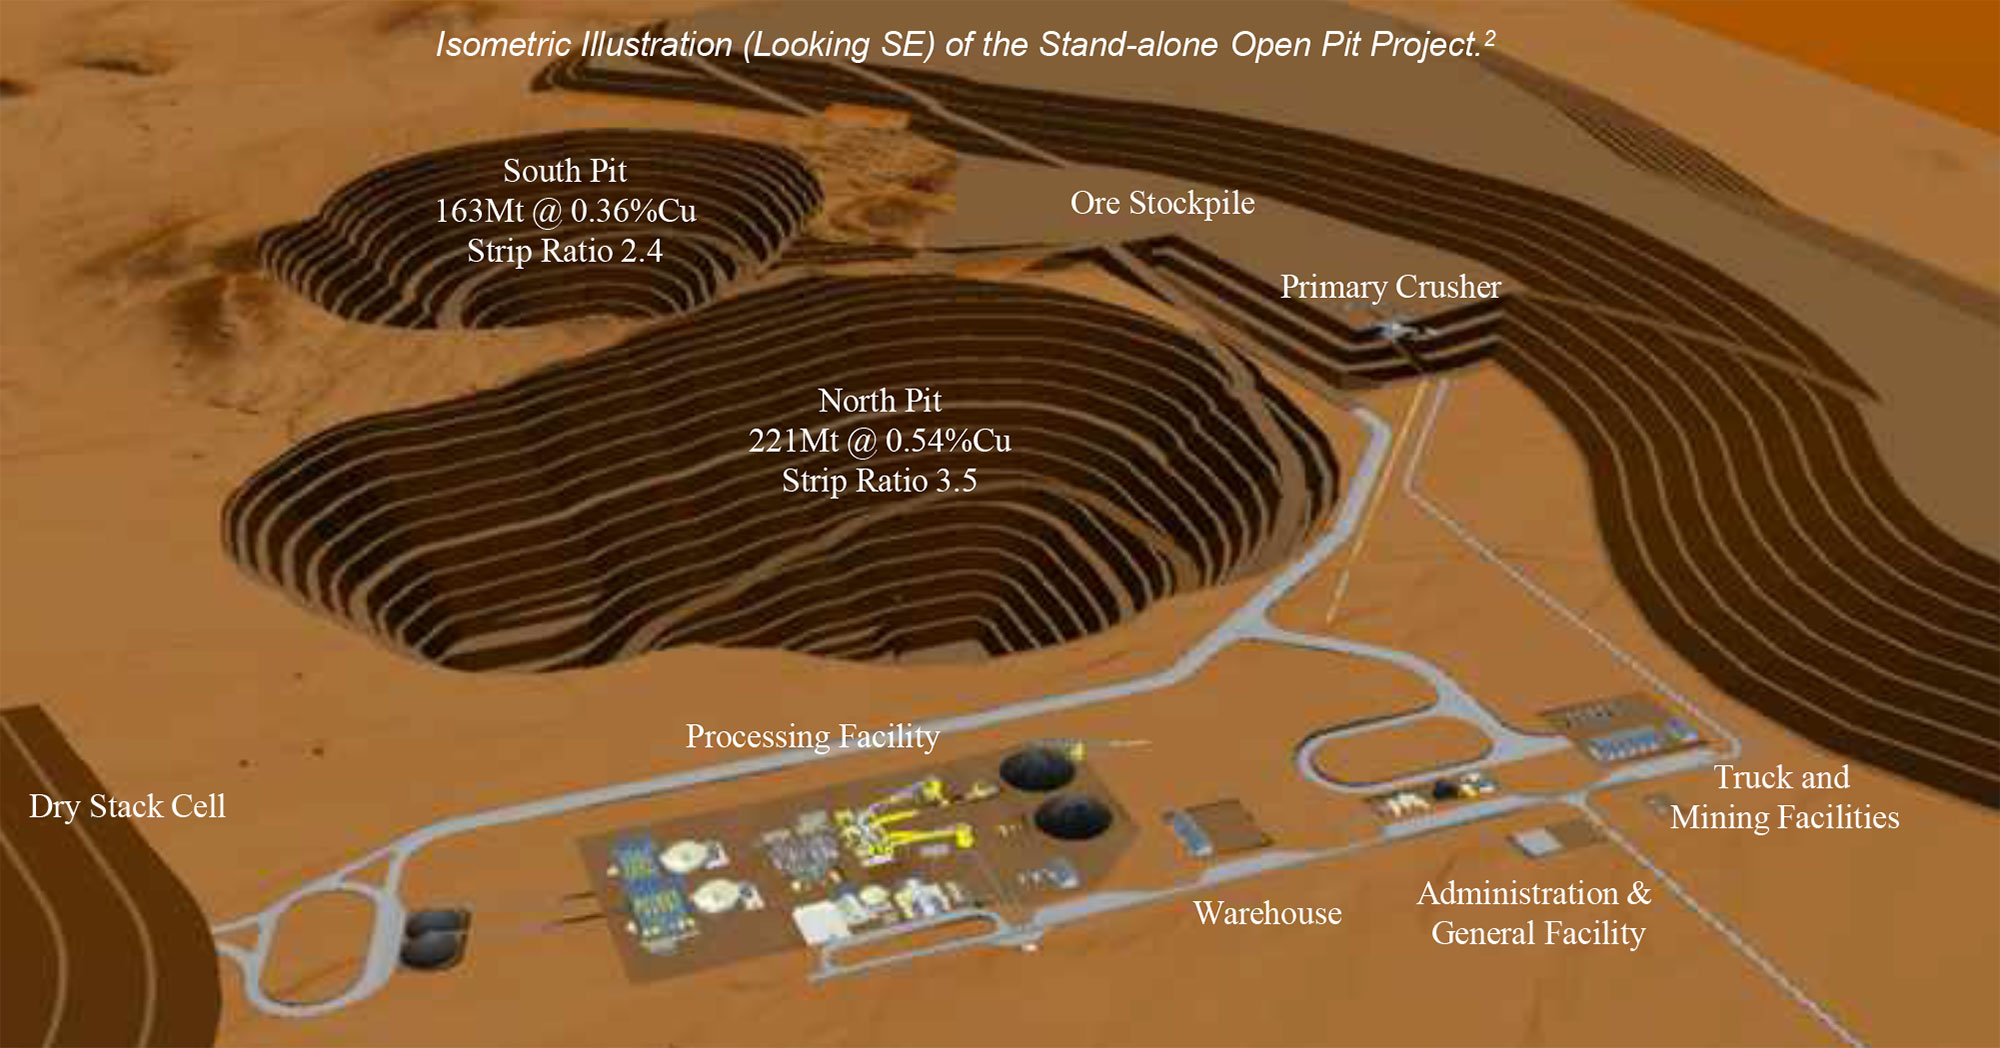 Isometric Illustration (Looking SE) of the Stand-alone Open Pit Project.²
South Pit
163Mt @ 0.36%Cu
Strip Ratio 2.4
Ore Stockpile
Primary Crusher
North Pit
221Mt @ 0.54%Cu
Strip Ratio 3.5
Processing Facility
Dry Stack Cell
Truck and
Mining Facilities
Warehouse
Administration &
General Facility